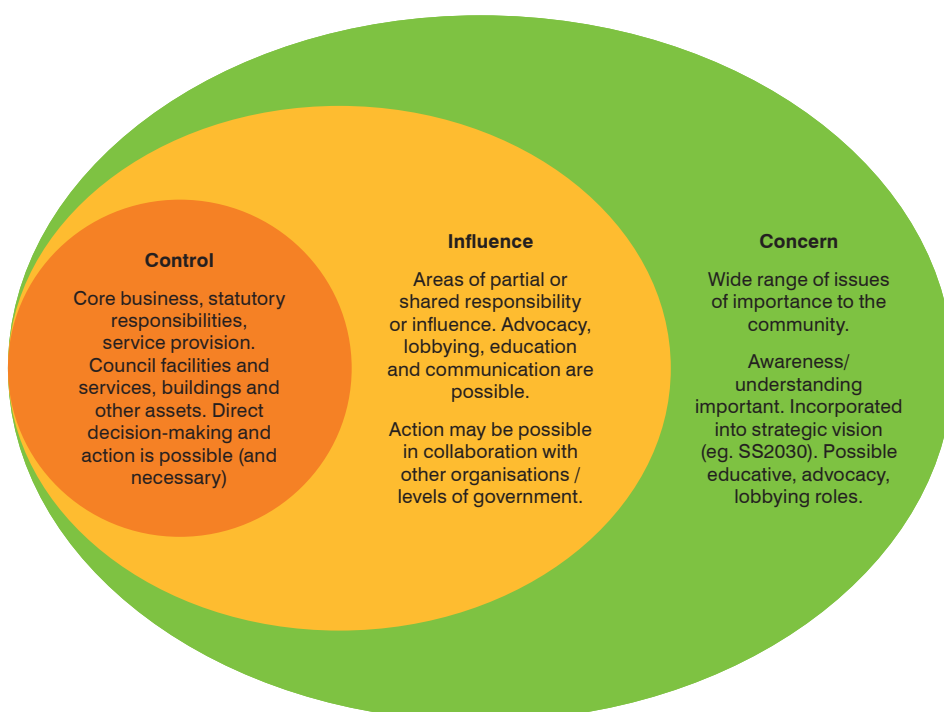 Control
Core business, statutory
responsibilities,
service provision.
Council facilities and
services, buildings and
other assets. Direct
decision-making and
action is possible (and
necessary)
Influence
Areas of partial or
shared responsibility
or influence. Advocacy,
lobbying, education
and communication are
possible.
Action may be possible
in collaboration with
other organisations /
levels of government.
Concern
Wide range of issues
of importance to the
community.
Awareness/
understanding
important. Incorporated
into strategic vision
(eg. SS2030). Possible
educative, advocacy,
lobbying roles.